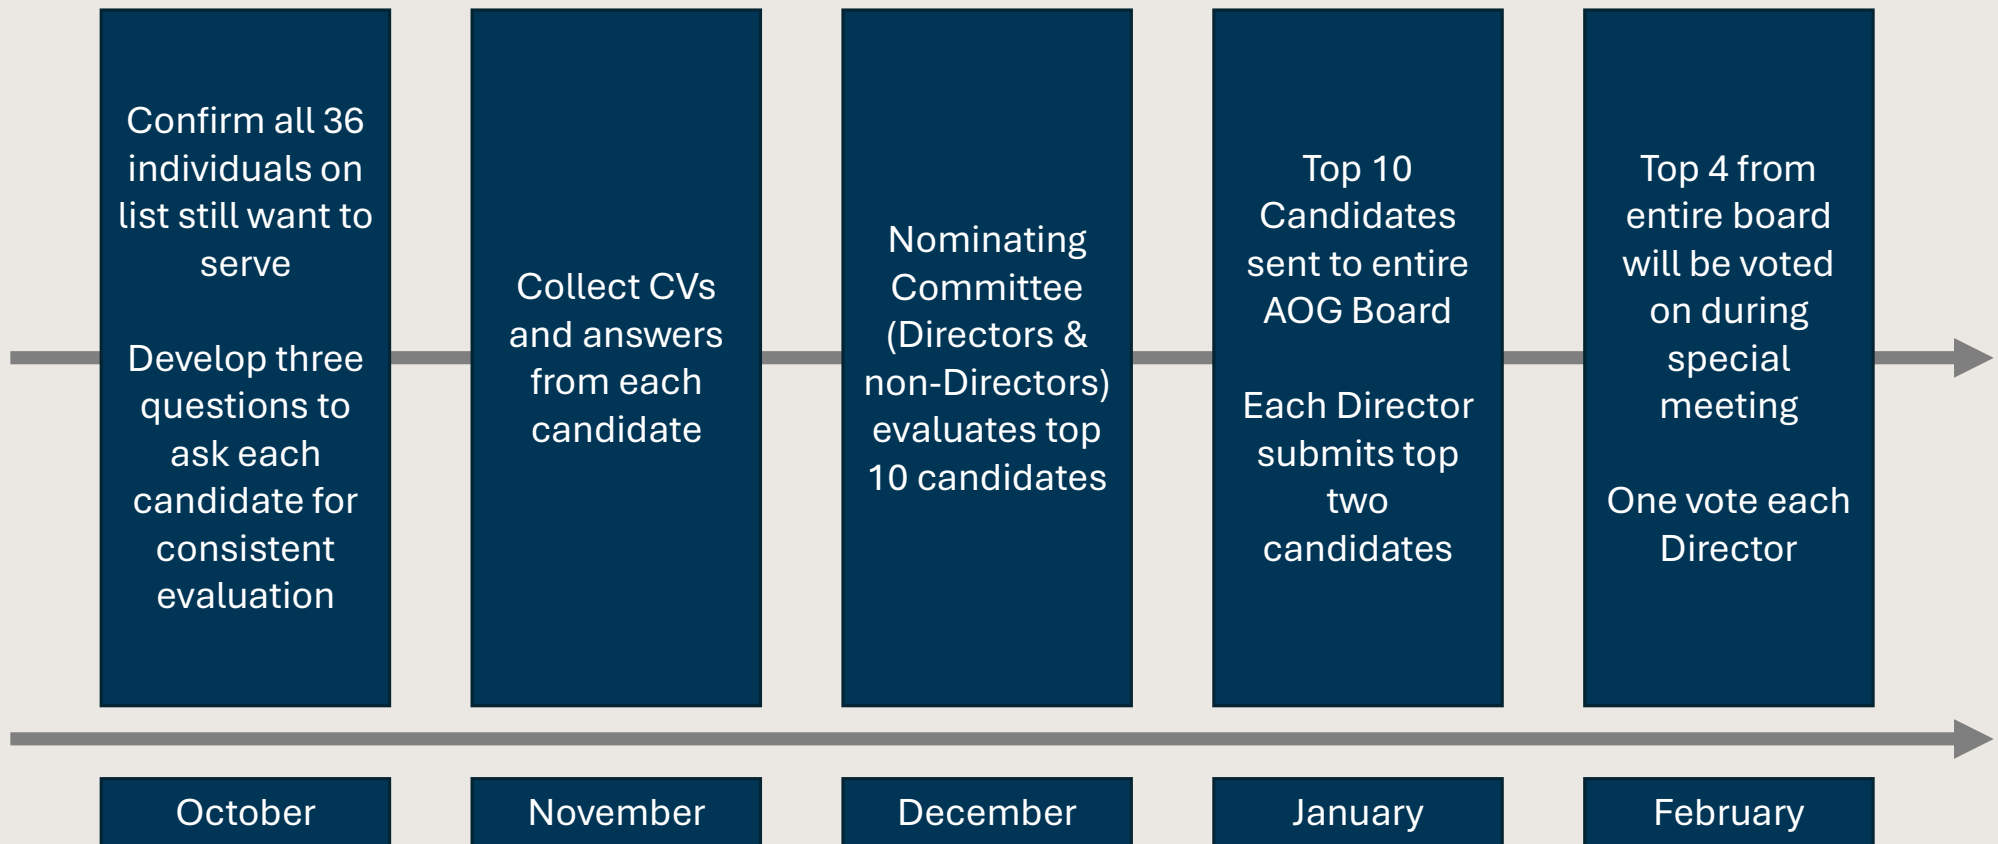 Confirm all 36
individuals on
list still want to
serve
Develop three
questions to
ask each
candidate for
consistent
evaluation
Collect CVs
and answers
from each
candidate
Nominating
Committee
(Directors &
non-Directors)
evaluates top
10 candidates
Top 10
Candidates
sent to entire
AOG Board
Each Director
submits top
two
candidates
Top 4 from
entire board
will be voted
on during
special
meeting
One vote each
Director
October
November
December
January
February